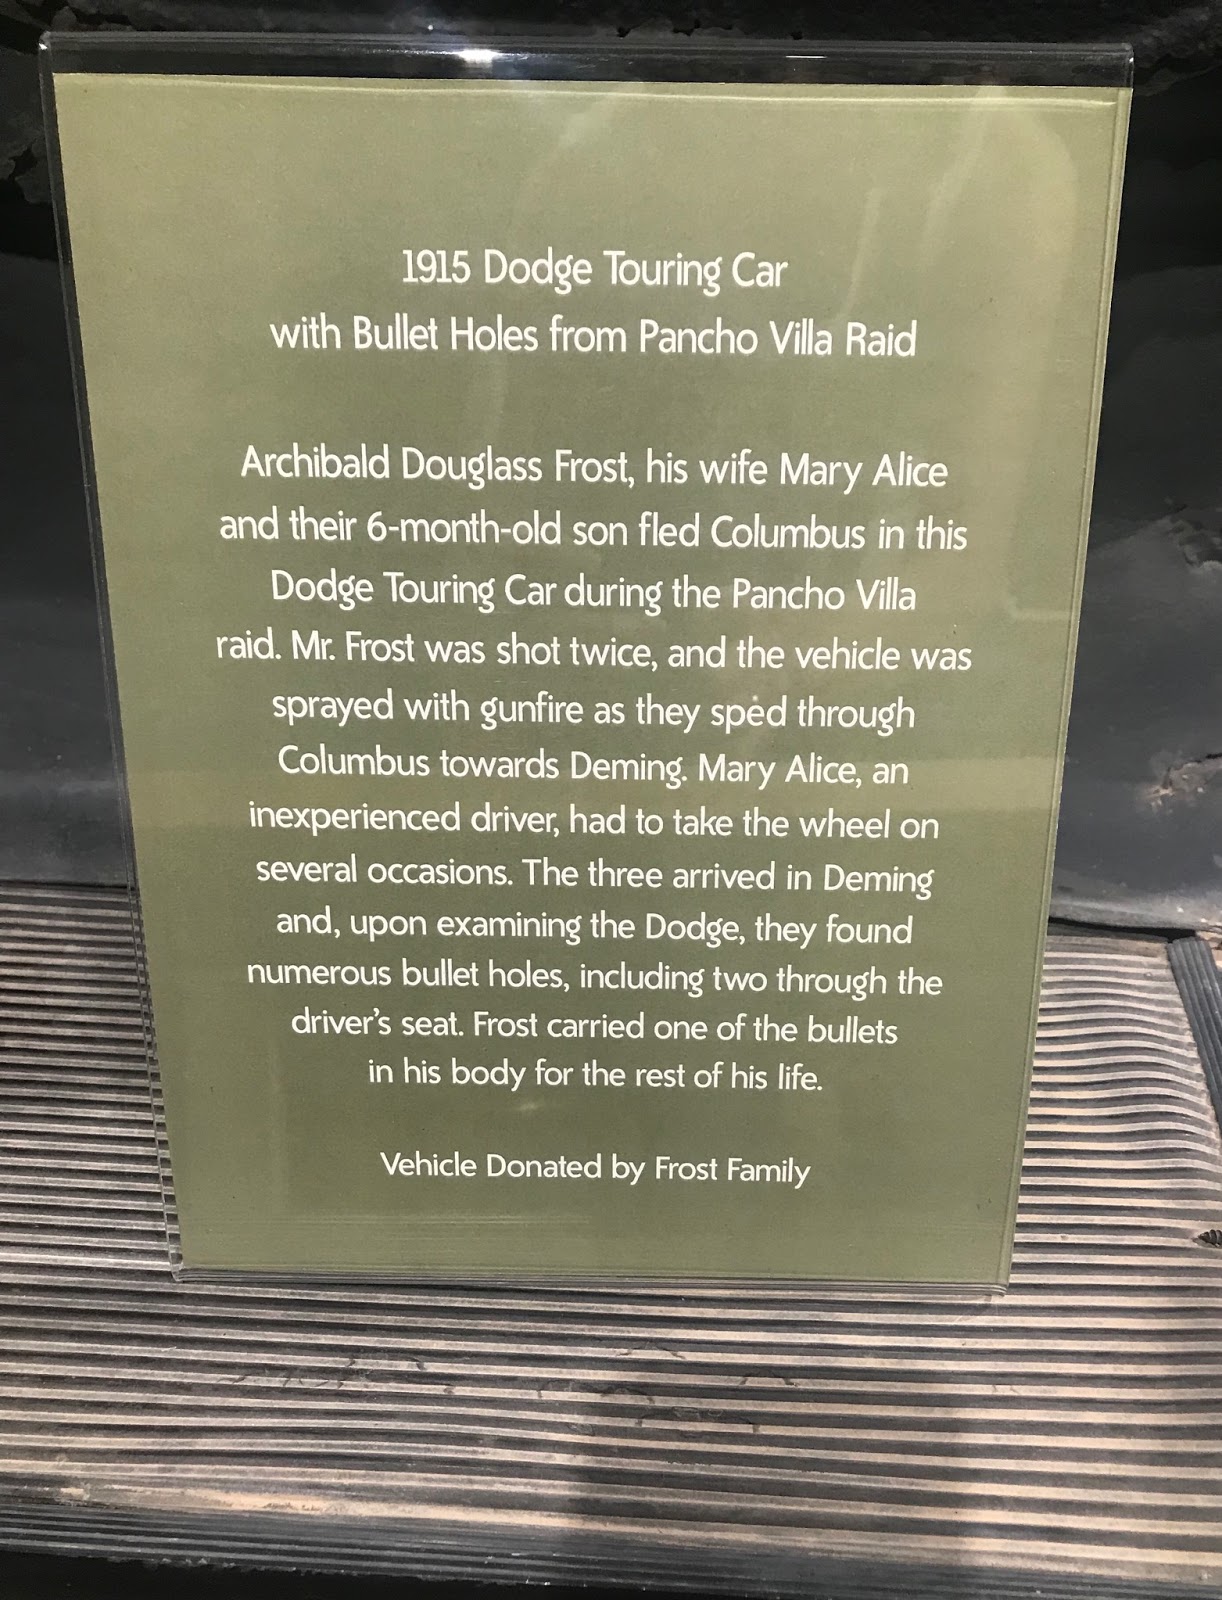 1915 Dodge Touring Car
with Bullet Holes from Pancho Villa Raid
Archibald Douglass Frost, his wife Mary Alice
and their 6-month-old son fled Columbus in this
Dodge Touring Car during the Pancho Villa
raid. Mr. Frost was shot twice, and the vehicle was
sprayed with gunfire as they sped through
Columbus towards Deming. Mary Alice, an
inexperienced driver, had to take the wheel on
several occasions. The three arrived in Deming
and, upon examining the Dodge, they found
numerous bullet holes, including two through the
driver's seat. Frost carried one of the bullets
in his body for the rest of his life.
Vehicle Donated by Frost Family